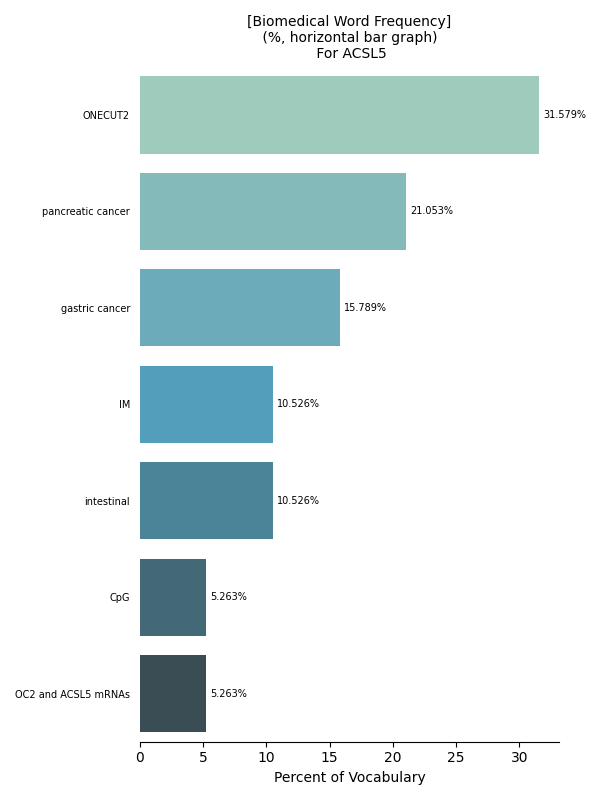 [Biomedical Word Frequency]
(%, horizontal bar graph)
For ACSL5
ONECUT2
31.579%
pancreatic cancer
21.053%
gastric cancer
15.789%
IM
10.526%
intestinal
10.526%
CpG
5.263%
OC2 and ACSL5 mRNAs
5.263%
0 5 10 15 20 25 30
Percent of Vocabulary